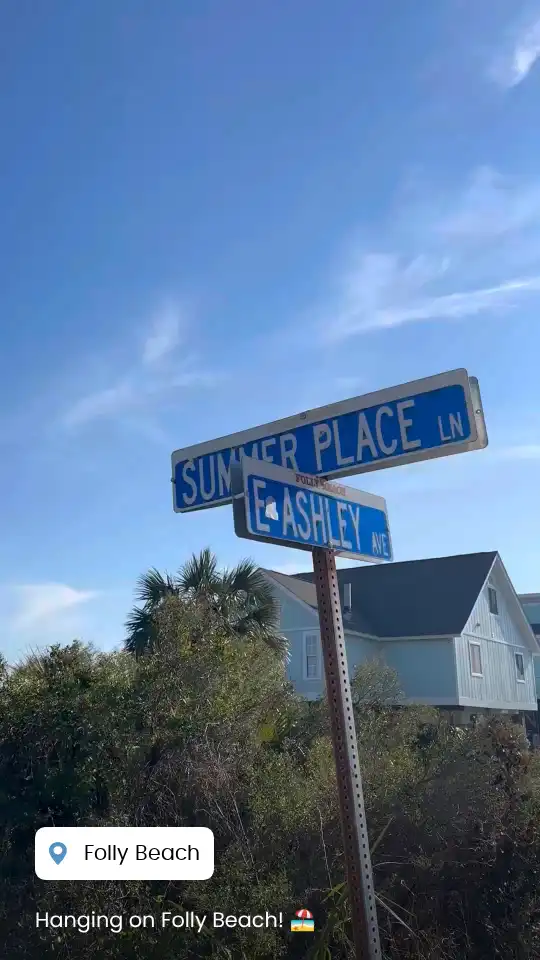 SUMMER PLACE LN
FOLLY BEACH
E ASHLEY AVE
Folly Beach
Hanging on Folly Beach! 🏖️